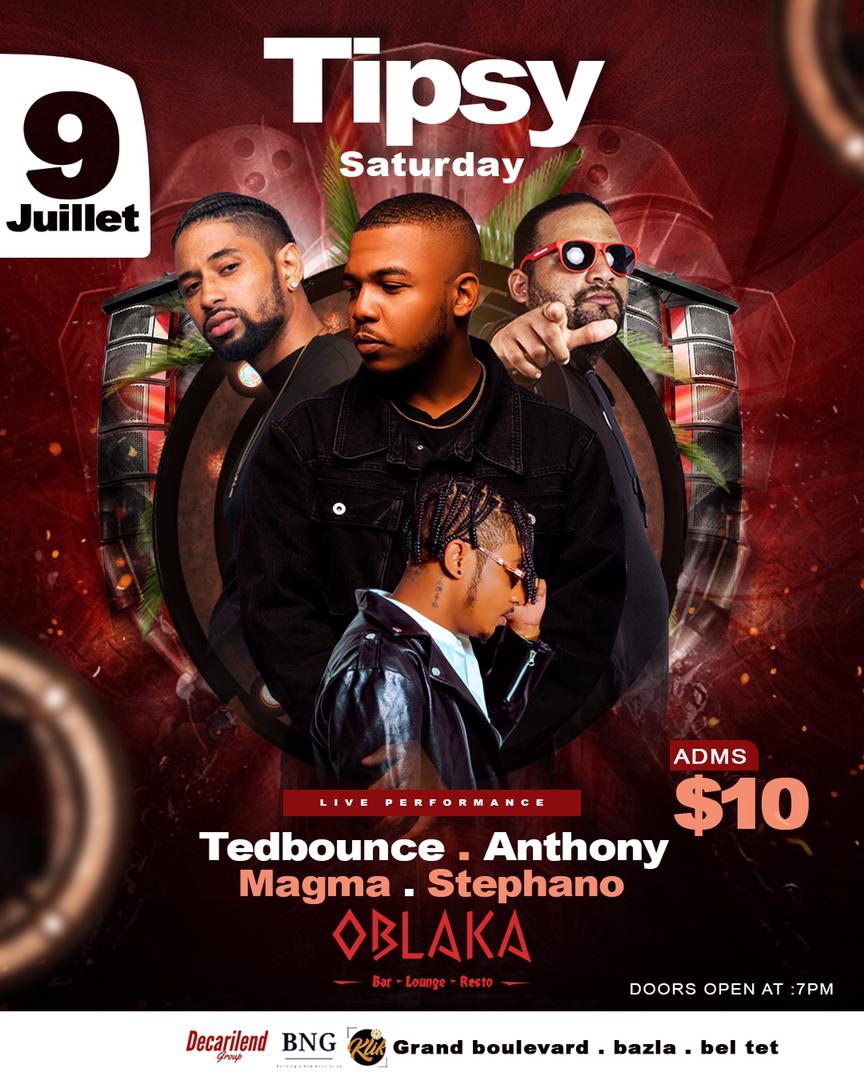 Tipsy
Saturday
9
Juillet
ADMS
$10
LIVE PERFORMANCE
Tedbounce . Anthony
Magma . Stephano
OBLAKA
Bar - Lounge - Resto
DOORS OPEN AT :7PM
Decarilend
Group
BNG
Klik
Grand boulevard . bazla . bel tet